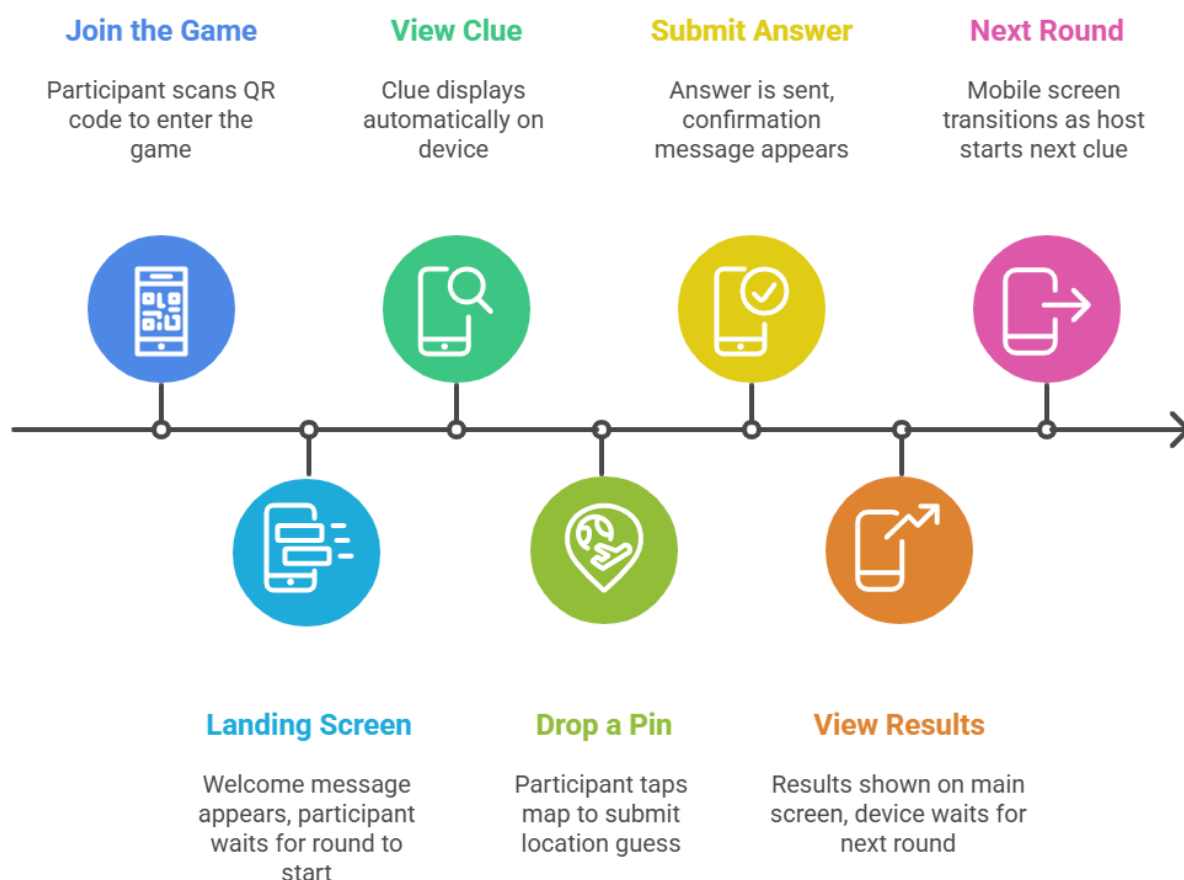 Join the Game
Participant scans QR
code to enter the
game
Landing Screen
Welcome message
appears, participant
waits for round to
start
View Clue
Clue displays
automatically on
device
Drop a Pin
Participant taps
map to submit
location guess
Submit Answer
Answer is sent,
confirmation
message appears
View Results
Results shown on main
screen, device waits for
next round
Next Round
Mobile screen
transitions as host
starts next clue